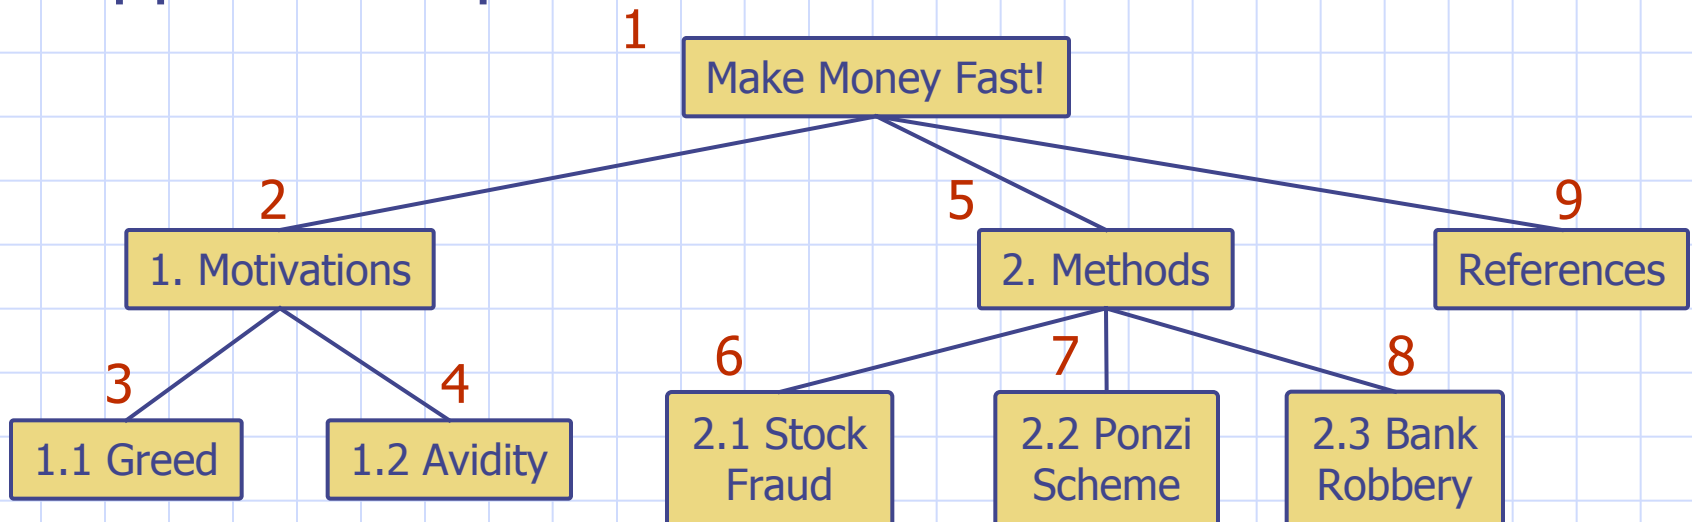 1
Make Money Fast!
2
5
9
1. Motivations
2. Methods
References
3
4
6
7
8
1.1 Greed
1.2 Avidity
2.1 Stock
Fraud
2.2 Ponzi
Scheme
2.3 Bank
Robbery